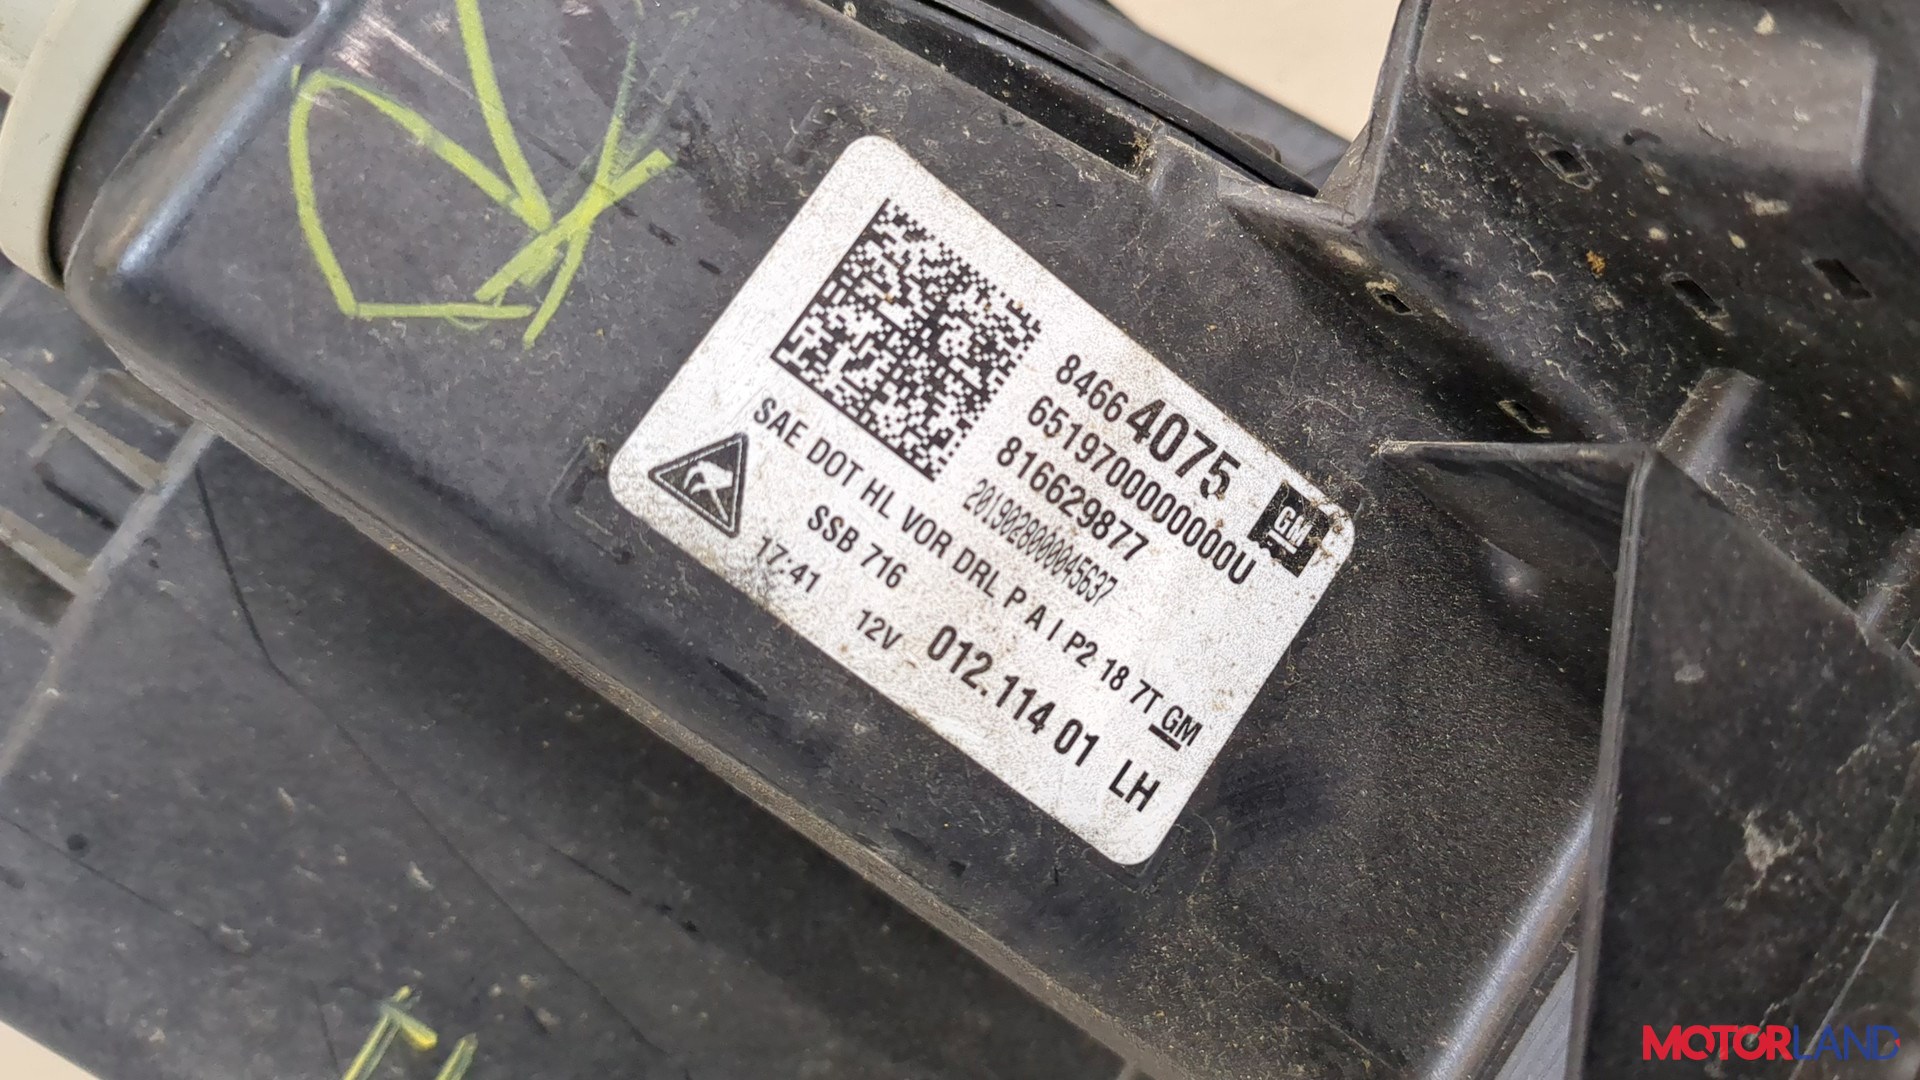 84664075
GM
651970000000000U
816629877
2019028000045637
SAE DOT HL VOR DRL P A I P2 18 7T GM
SSB 716
17:41 12V 012.114 01 LH
MOTORLAND